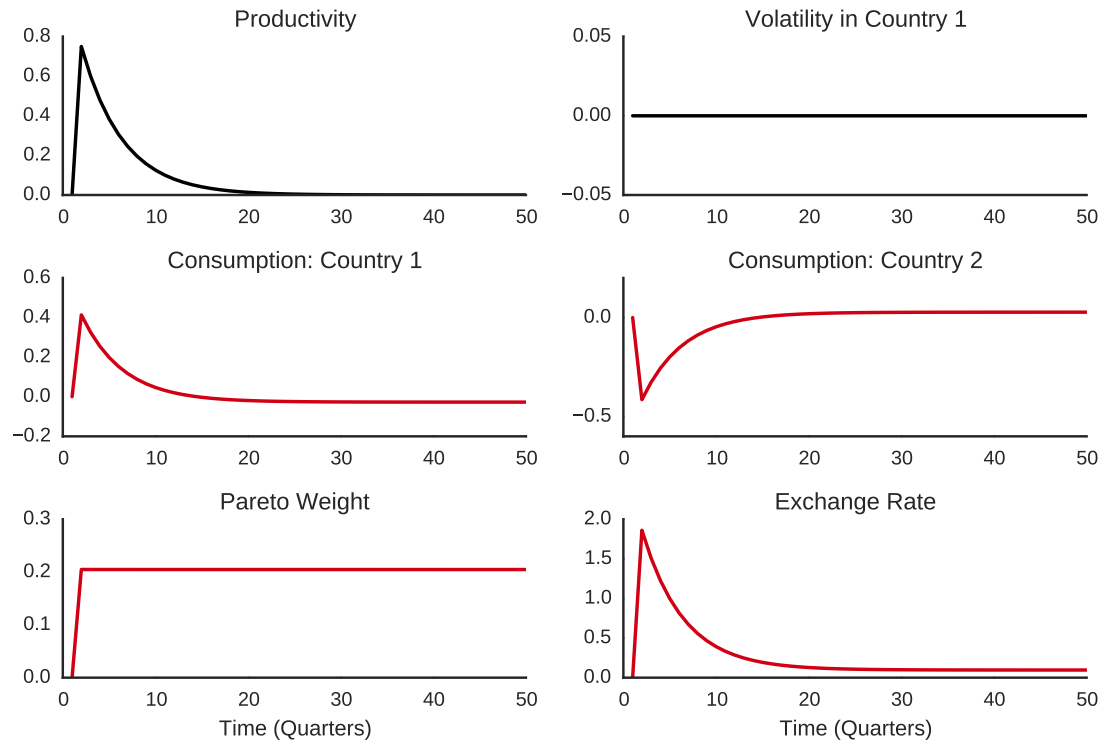 Productivity
0.8
0.6
0.4
0.2
0.0
0 10 20 30 40 50
Volatility in Country 1
0.05
0.00
−0.05
0 10 20 30 40 50
Consumption: Country 1
0.6
0.4
0.2
0.0
−0.2
0 10 20 30 40 50
Consumption: Country 2
0.0
−0.5
0 10 20 30 40 50
Pareto Weight
0.3
0.2
0.1
0.0
0 10 20 30 40 50
Time (Quarters)
Exchange Rate
2.0
1.5
1.0
0.5
0.0
0 10 20 30 40 50
Time (Quarters)